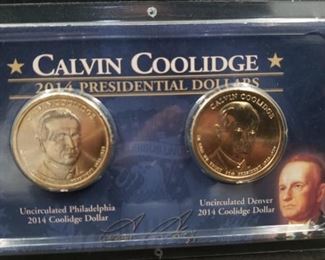 CALVIN COOLIDGE
2014 PRESIDENTIAL DOLLARS
CALVIN COOLIDGE
Uncirculated Philadelphia
2014 Coolidge Dollar
Uncirculated Denver
2014 Coolidge Dollar